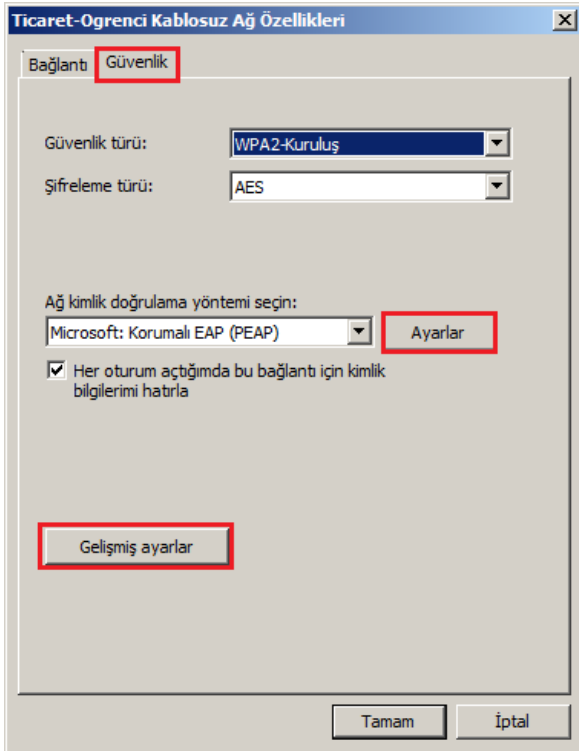 Ticaret-Ogrenci Kablosuz Ağ Özellikleri
Bağlantı Güvenlik
Güvenlik türü: WPA2-Kuruluş
Şifreleme türü: AES
Ağ kimlik doğrulama yöntemi seçin:
Microsoft: Korumalı EAP (PEAP) Ayarlar
Her oturum açtığımda bu bağlantı için kimlik
bilgilerimi hatırla
Gelişmiş ayarlar
Tamam İptal